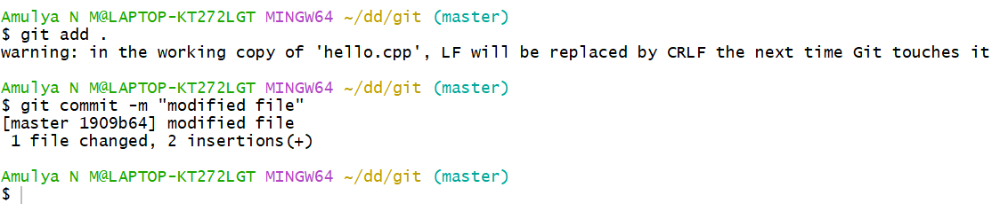 Amulya N M@LAPTOP-KT272LGT MINGW64 ~/dd/git (master)
$ git add .
warning: in the working copy of 'hello.cpp', LF will be replaced by CRLF the next time Git touches it
Amulya N M@LAPTOP-KT272LGT MINGW64 ~/dd/git (master)
$ git commit -m "modified file"
[master 1909b64] modified file
 1 file changed, 2 insertions(+)
Amulya N M@LAPTOP-KT272LGT MINGW64 ~/dd/git (master)
$